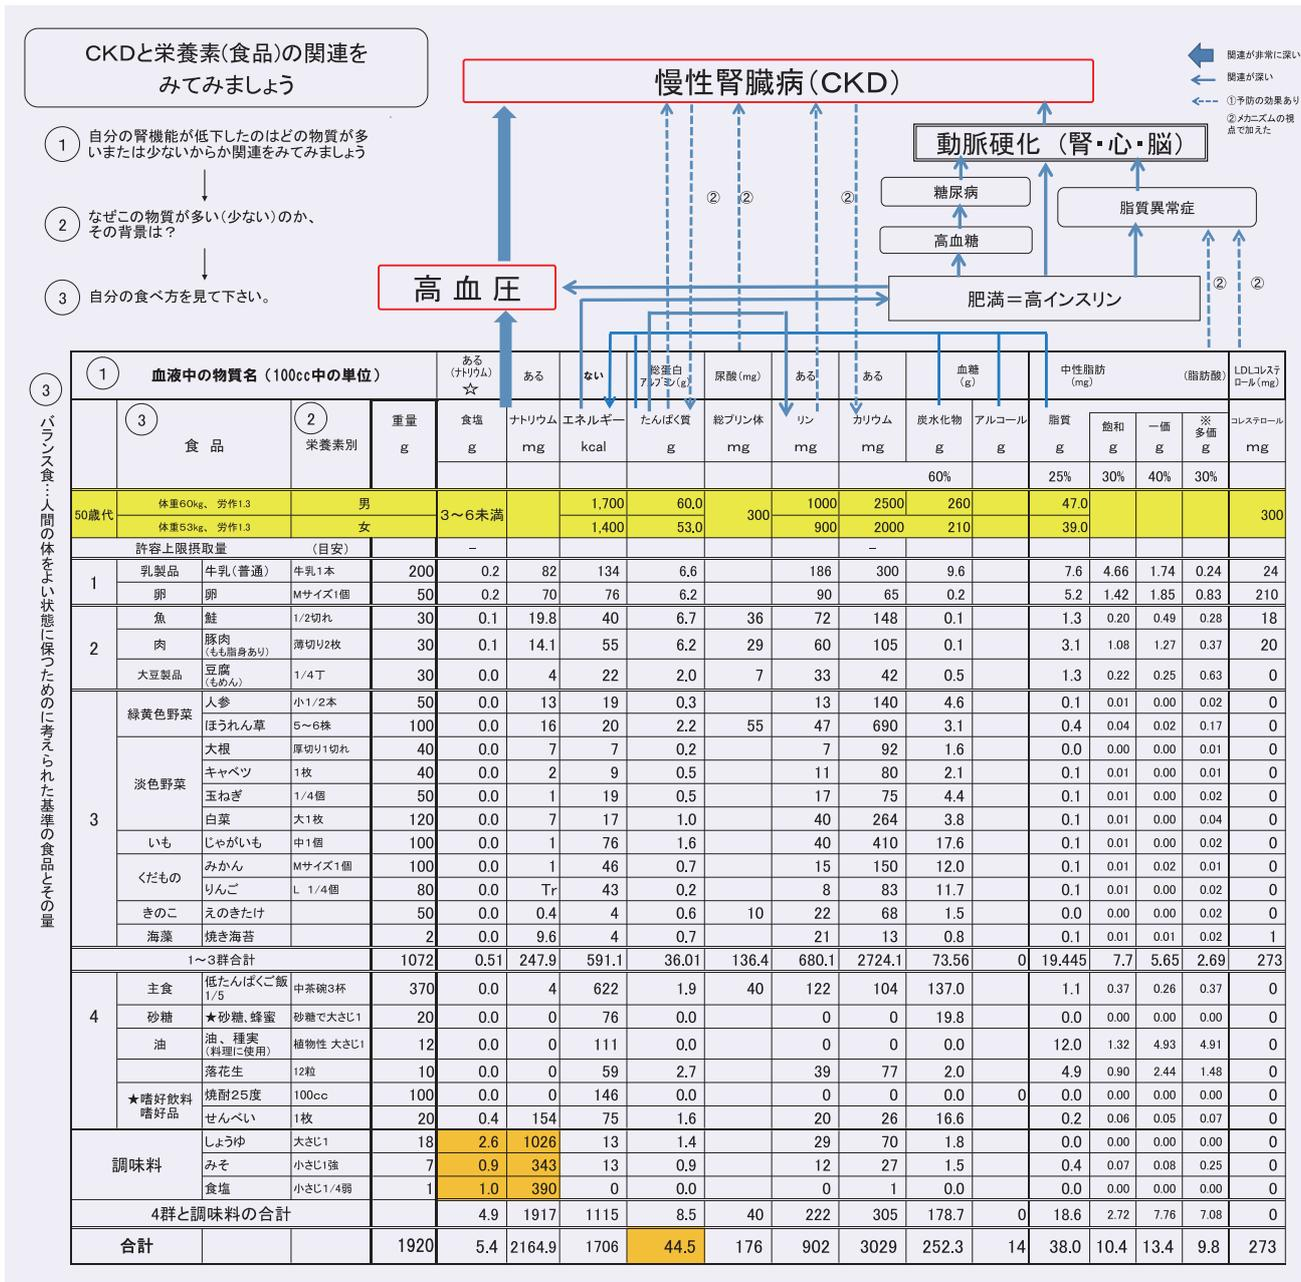 CKDと栄養素(食品)の関連を
みてみましょう
① 自分の腎機能が低下したのはどの物質が多
いまたは少ないからか関連をみてみましょう
② なぜこの物質が多い(少ない)のか、
その背景は？
③ 自分の食べ方を見て下さい。
慢性腎臓病(CKD)
関連が非常に深い
関連が深い
①予防の効果あり
②メカニズムの視
点で加えた
動脈硬化 (腎・心・脳)
糖尿病
脂質異常症
高血糖
② ② ② ② ②
高血圧
肥満＝高インスリン
③ バランス食…人間の体をよい状態に保つためのに考えられた基準の食品とその量
① 血液中の物質名(100cc中の単位) ある (ナトリウム) ☆ ある ない 総蛋白 アルブミン(g) 尿酸(mg) ある ある 血糖 (g) 中性脂肪 (mg) (脂肪酸) LDLコレステロール(mg)
③ 食品 ② 栄養素別 重量 g 食塩 g ナトリウム mg エネルギー kcal たんぱく質 g 総プリン体 mg リン mg カリウム mg 炭水化物 g アルコール g 脂質 g 飽和 g 一価 g ※ 多価 g コレステロール mg
60% 25% 30% 40% 30%
50歳代 体重60kg、労作1.3 男 3～6未満 1,700 60.0 300 1000 2500 260 47.0 300
体重53kg、労作1.3 女 1,400 53.0 900 2000 210 39.0
許容上限摂取量 (目安) － －
1 乳製品 牛乳(普通) 牛乳1本 200 0.2 82 134 6.6 186 300 9.6 7.6 4.66 1.74 0.24 24
卵 卵 Mサイズ1個 50 0.2 70 76 6.2 90 65 0.2 5.2 1.42 1.85 0.83 210
2 魚 鮭 1/2切れ 30 0.1 19.8 40 6.7 36 72 148 0.1 1.3 0.20 0.49 0.28 18
肉 豚肉 (もも脂身あり) 薄切り2枚 30 0.1 14.1 55 6.2 29 60 105 0.1 3.1 1.08 1.27 0.37 20
大豆製品 豆腐 (もめん) 1/4丁 30 0.0 4 22 2.0 7 33 42 0.5 1.3 0.22 0.25 0.63 0
3 緑黄色野菜 人参 小1/2本 50 0.0 13 19 0.3 13 140 4.6 0.1 0.01 0.00 0.02 0
ほうれん草 5～6株 100 0.0 16 20 2.2 55 47 690 3.1 0.4 0.04 0.02 0.17 0
淡色野菜 大根 厚切り1切れ 40 0.0 7 7 0.2 7 92 1.6 0.0 0.00 0.00 0.01 0
キャベツ 1枚 40 0.0 2 9 0.5 11 80 2.1 0.1 0.01 0.00 0.01 0
玉ねぎ 1/4個 50 0.0 1 19 0.5 17 75 4.4 0.1 0.01 0.00 0.02 0
白菜 大1枚 120 0.0 7 17 1.0 40 264 3.8 0.1 0.01 0.00 0.04 0
いも じゃがいも 中1個 100 0.0 1 76 1.6 40 410 17.6 0.1 0.01 0.00 0.02 0
くだもの みかん Mサイズ1個 100 0.0 1 46 0.7 15 150 12.0 0.1 0.01 0.02 0.01 0
りんご L 1/4個 80 0.0 Tr 43 0.2 8 83 11.7 0.1 0.01 0.00 0.02 0
きのこ えのきたけ 50 0.0 0.4 4 0.6 10 22 68 1.5 0.0 0.00 0.00 0.02 0
海藻 焼き海苔 2 0.0 9.6 4 0.7 21 13 0.8 0.1 0.01 0.01 0.02 1
1～3群合計 1072 0.51 247.9 591.1 36.01 136.4 680.1 2724.1 73.56 0 19.445 7.7 5.65 2.69 273
4 主食 低たんぱくご飯 1/5 中茶碗3杯 370 0.0 4 622 1.9 40 122 104 137.0 1.1 0.37 0.26 0.37 0
砂糖 ★砂糖、蜂蜜 砂糖で大さじ1 20 0.0 0 76 0.0 0 0 19.8 0.0 0.00 0.00 0.00 0
油 油、種実 (料理に使用) 植物性 大さじ1 12 0.0 0 111 0.0 0 0 0.0 12.0 1.32 4.93 4.91 0
落花生 12粒 10 0.0 0 59 2.7 39 77 2.0 4.9 0.90 2.44 1.48 0
★嗜好飲料 嗜好品 焼酎25度 100cc 100 0.0 0 146 0.0 0 0 0.0 0 0.0 0.00 0.00 0.00 0
せんべい 1枚 20 0.4 154 75 1.6 20 26 16.6 0.2 0.06 0.05 0.07 0
調味料 しょうゆ 大さじ1 18 2.6 1026 13 1.4 29 70 1.8 0.0 0.00 0.00 0.00 0
みそ 小さじ1強 7 0.9 343 13 0.9 12 27 1.5 0.4 0.07 0.08 0.25 0
食塩 小さじ1/4弱 1 1.0 390 0 0.0 0 1 0.0 0.0 0.00 0.00 0.00 0
4群と調味料の合計 4.9 1917 1115 8.5 40 222 305 178.7 0 18.6 2.72 7.76 7.08 0
合計 1920 5.4 2164.9 1706 44.5 176 902 3029 252.3 14 38.0 10.4 13.4 9.8 273